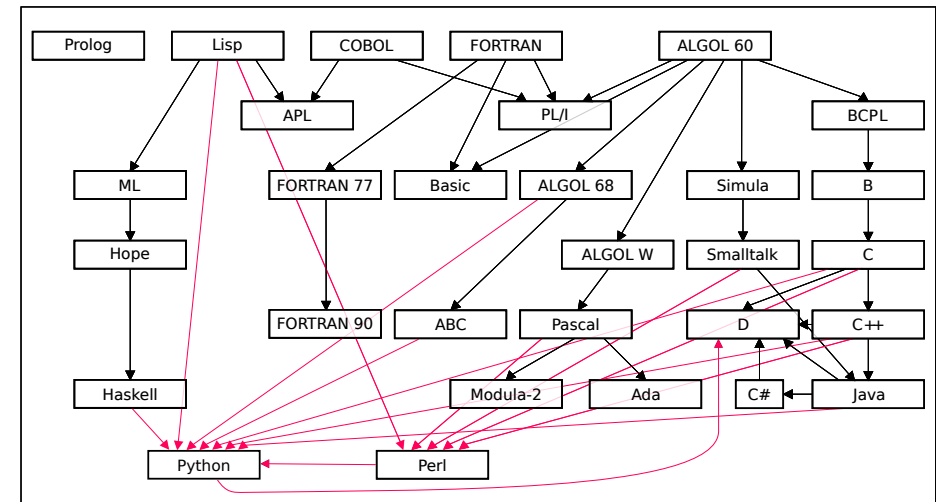 Prolog
Lisp
COBOL
FORTRAN
ALGOL 60
APL
PL/I
BCPL
ML
FORTRAN 77
Basic
ALGOL 68
Simula
B
Hope
ALGOL W
Smalltalk
C
FORTRAN 90
ABC
Pascal
D
C++
Haskell
Modula-2
Ada
C#
Java
Python
Perl